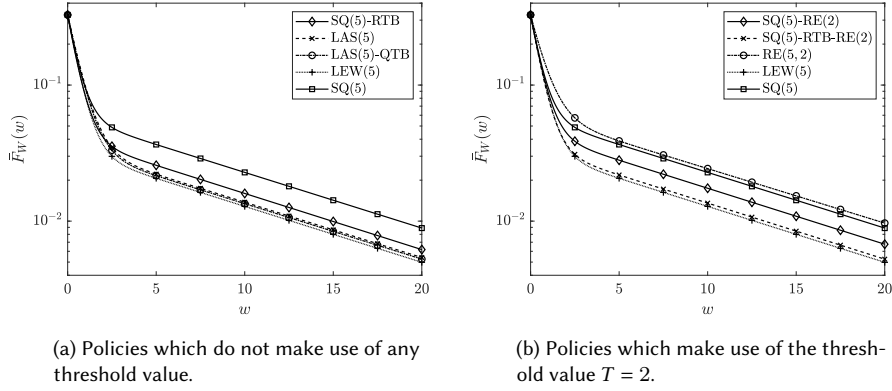 SQ(5)-RTB
LAS(5)
LAS(5)-QTB
LEW(5)
SQ(5)
10⁻¹
10⁻²
F̄_W(w)
0 5 10 15 20
w
(a) Policies which do not make use of any
threshold value.
SQ(5)-RE(2)
SQ(5)-RTB-RE(2)
RE(5, 2)
LEW(5)
SQ(5)
10⁻¹
10⁻²
F̄_W(w)
0 5 10 15 20
w
(b) Policies which make use of the thresh-
old value T = 2.